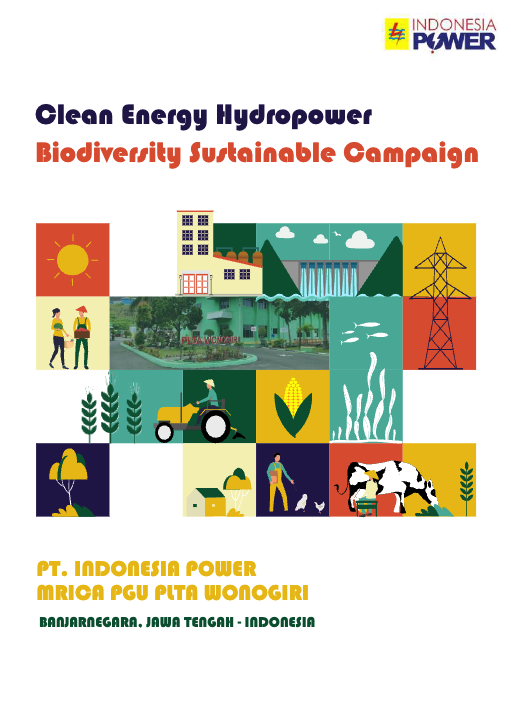 INDONESIA
POWER
Clean Energy Hydropower
Biodiversity Sustainable Campaign
PT. INDONESIA POWER
MRICA PGU PLTA WONOGIRI
BANJARNEGARA, JAWA TENGAH - INDONESIA